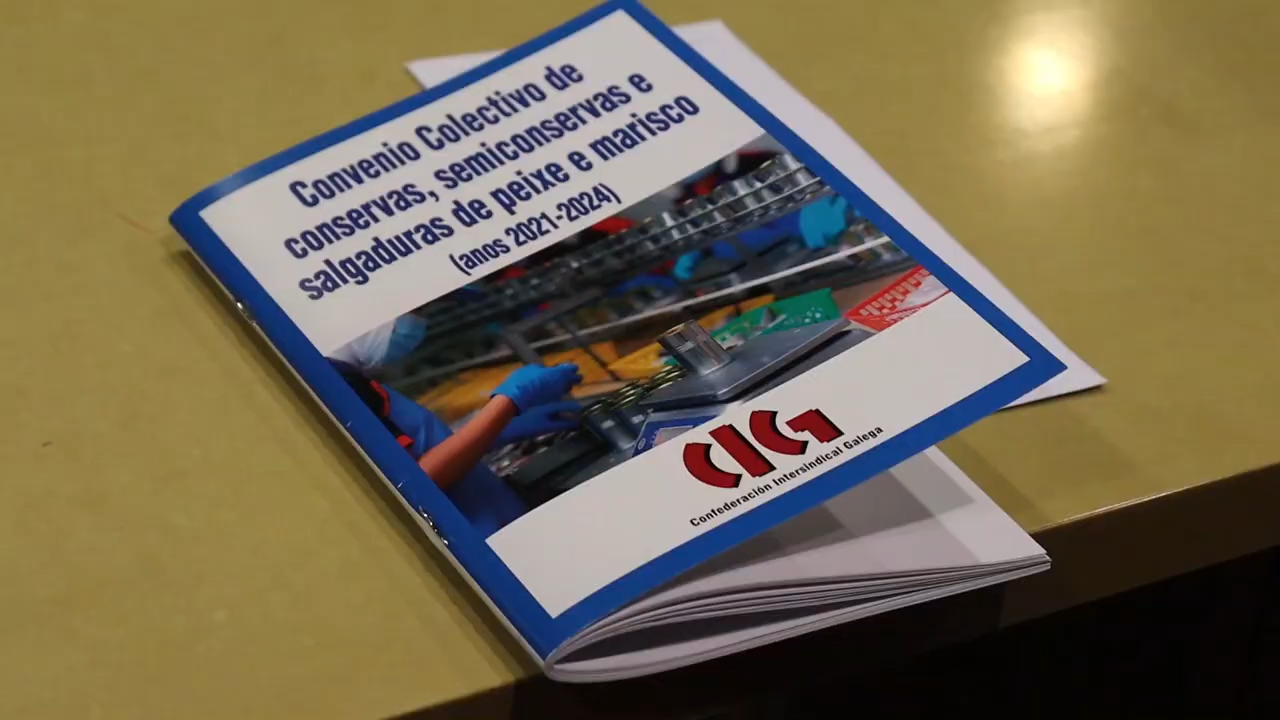 Convenio Colectivo de
conservas, semiconservas e
salgaduras de peixe e marisco
(anos 2021-2024)
CIG
Confederación Intersindical Galega